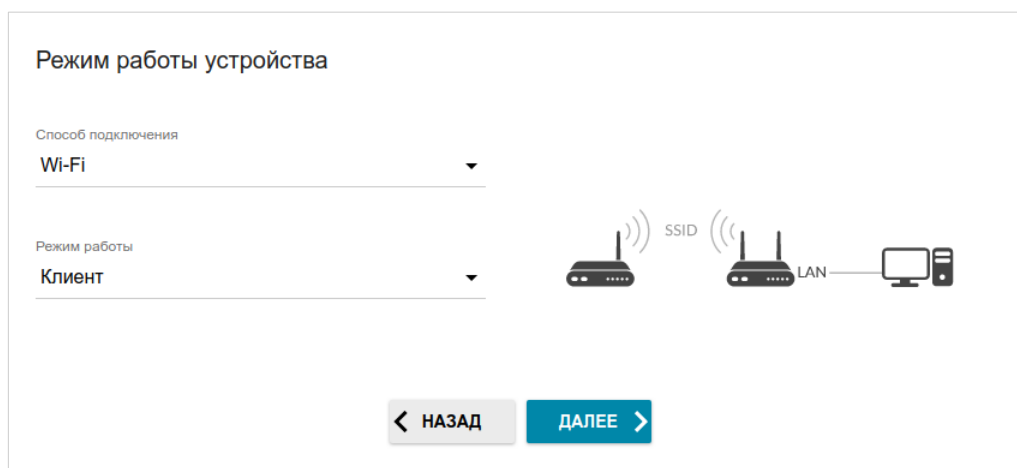 Режим работы устройства
Способ подключения
Wi-Fi
Режим работы
Клиент
SSID
LAN
НАЗАД
ДАЛЕЕ